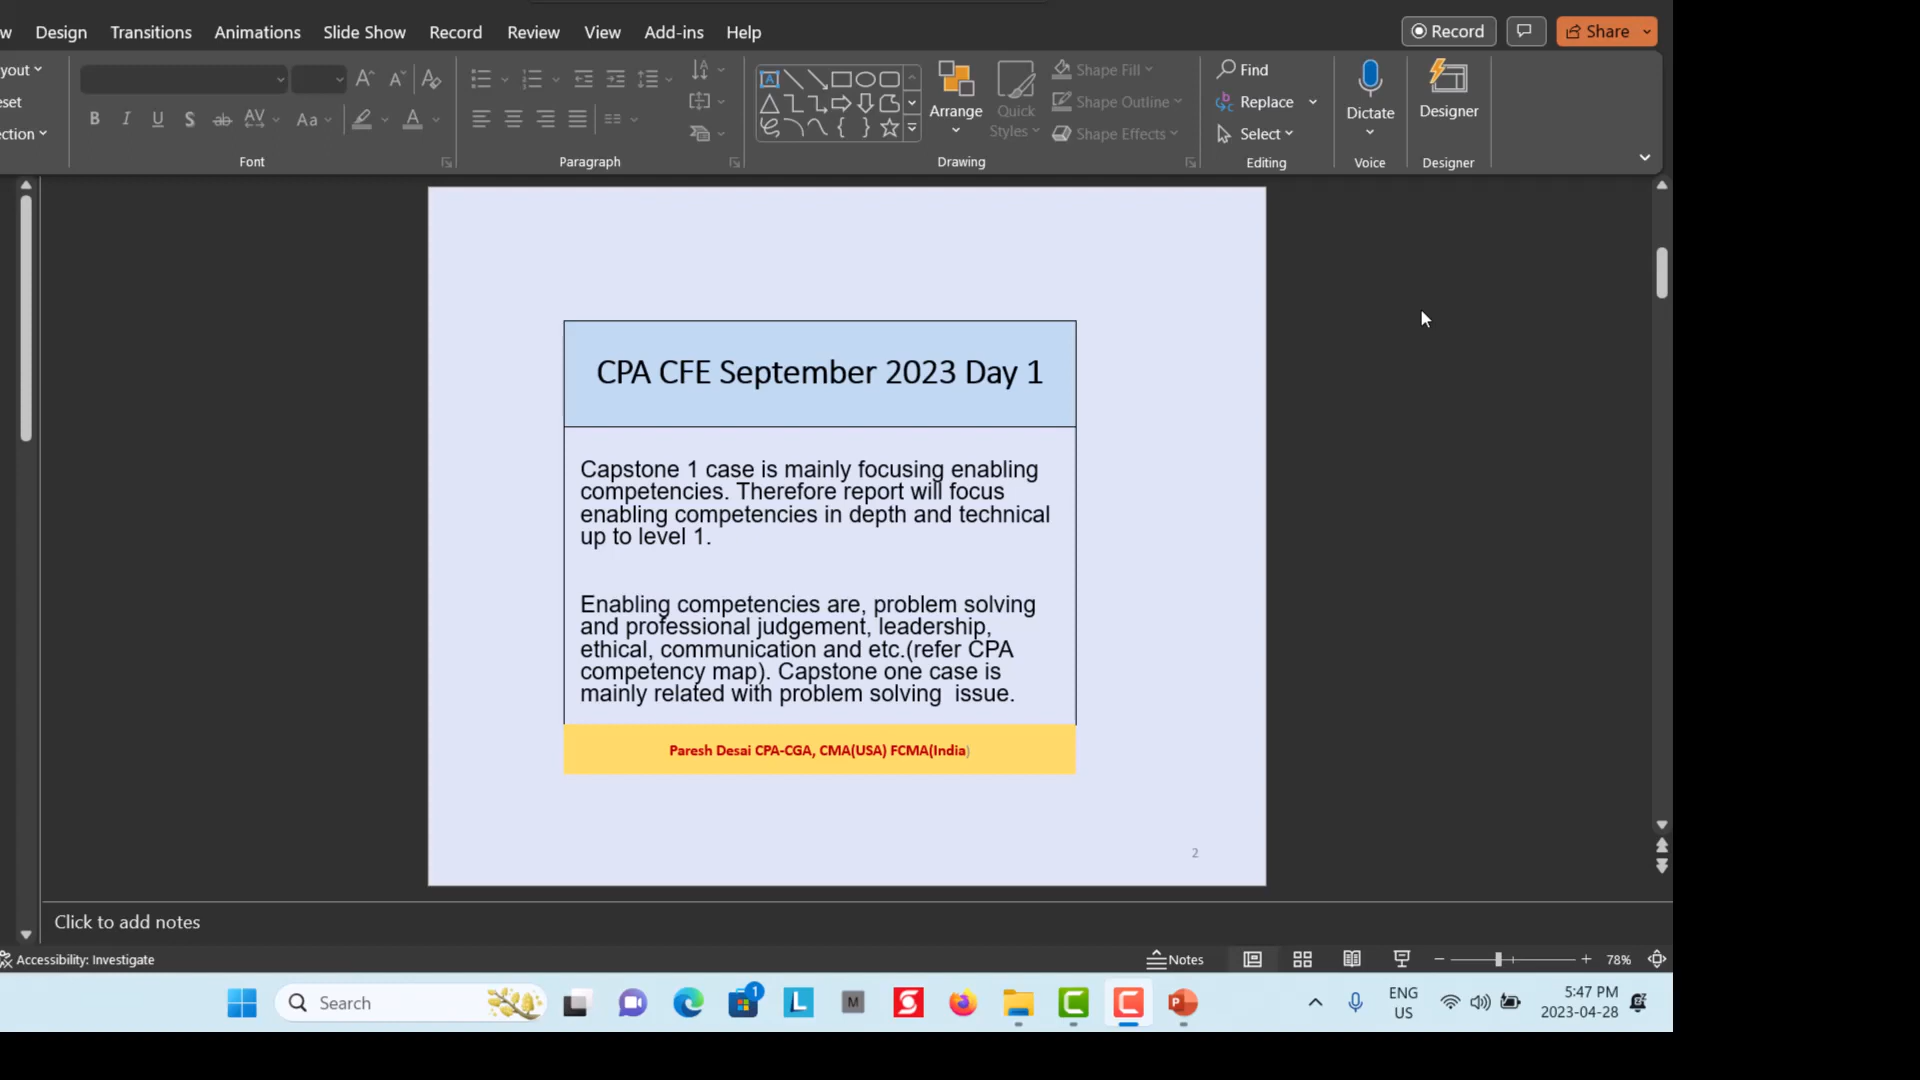 Design Transitions Animations Slide Show Record Review View Add-ins Help Record Share
Aa
Font
Paragraph
Arrange
Quick
Styles
Shape Fill
Shape Outline
Shape Effects
Drawing
Find
Replace
Select
Editing
Dictate
Voice
Designer
Designer
CPA CFE September 2023 Day 1
Capstone 1 case is mainly focusing enabling
competencies. Therefore report will focus
enabling competencies in depth and technical
up to level 1.
Enabling competencies are, problem solving
and professional judgement, leadership,
ethical, communication and etc.(refer CPA
competency map). Capstone one case is
mainly related with problem solving  issue.
Paresh Desai CPA-CGA, CMA(USA) FCMA(India)
2
Click to add notes
Accessibility: Investigate
Notes
78%
Search
1
ENG
US
5:47 PM
2023-04-28